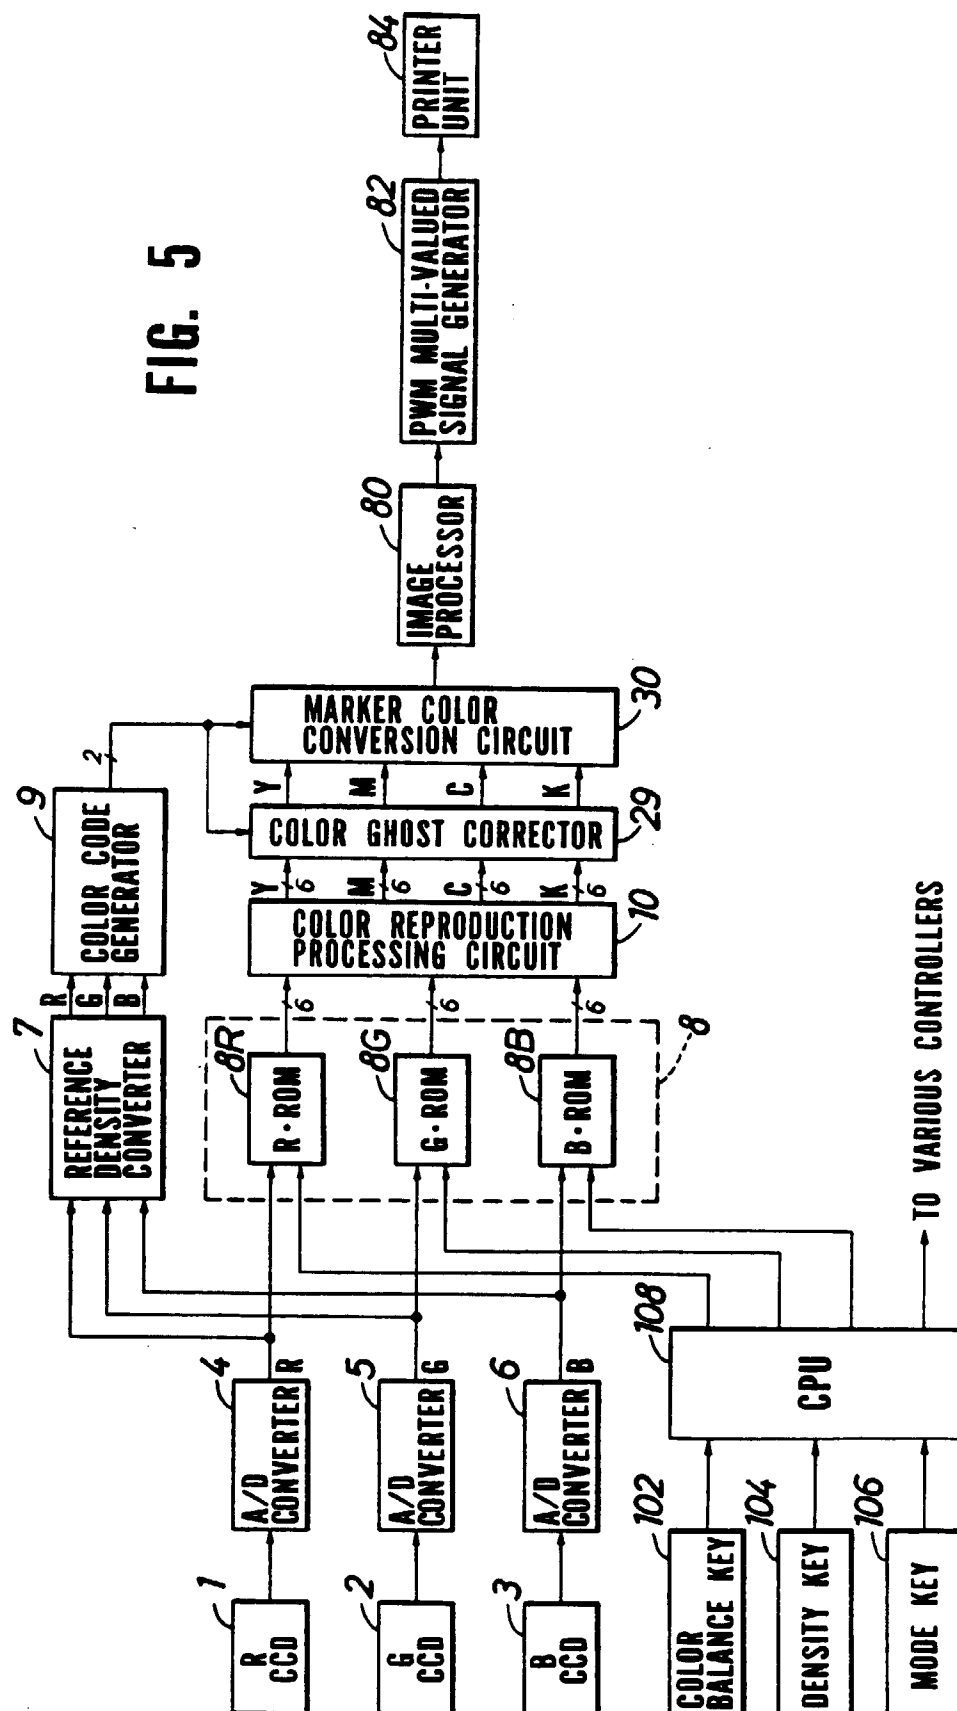 FIG. 5
1
R
CCD
2
G
CCD
3
B
CCD
4
A/D
CONVERTER
R
5
A/D
CONVERTER
G
6
A/D
CONVERTER
B
7
REFERENCE
DENSITY
CONVERTER
R
G
B
9
COLOR CODE
GENERATOR
2
8R
R·ROM
6
8G
G·ROM
6
8B
B·ROM
6
8
COLOR REPRODUCTION
PROCESSING CIRCUIT
10
Y
6
M
6
C
6
K
6
COLOR GHOST CORRECTOR
29
Y
M
C
K
MARKER COLOR
CONVERSION CIRCUIT
30
80
IMAGE
PROCESSOR
82
PWM MULTI-VALUED
SIGNAL GENERATOR
84
PRINTER
UNIT
102
COLOR
BALANCE KEY
104
DENSITY KEY
106
MODE KEY
108
CPU
TO VARIOUS CONTROLLERS